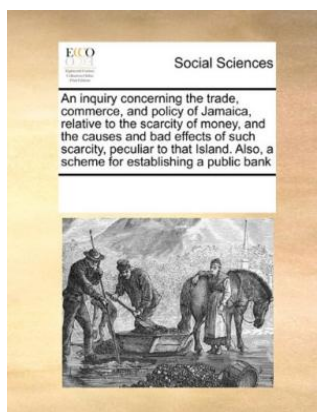 ECCO
Social Sciences
An inquiry concerning the trade,
commerce, and policy of Jamaica,
relative to the scarcity of money, and
the causes and bad effects of such
scarcity, peculiar to that Island. Also, a
scheme for establishing a public bank